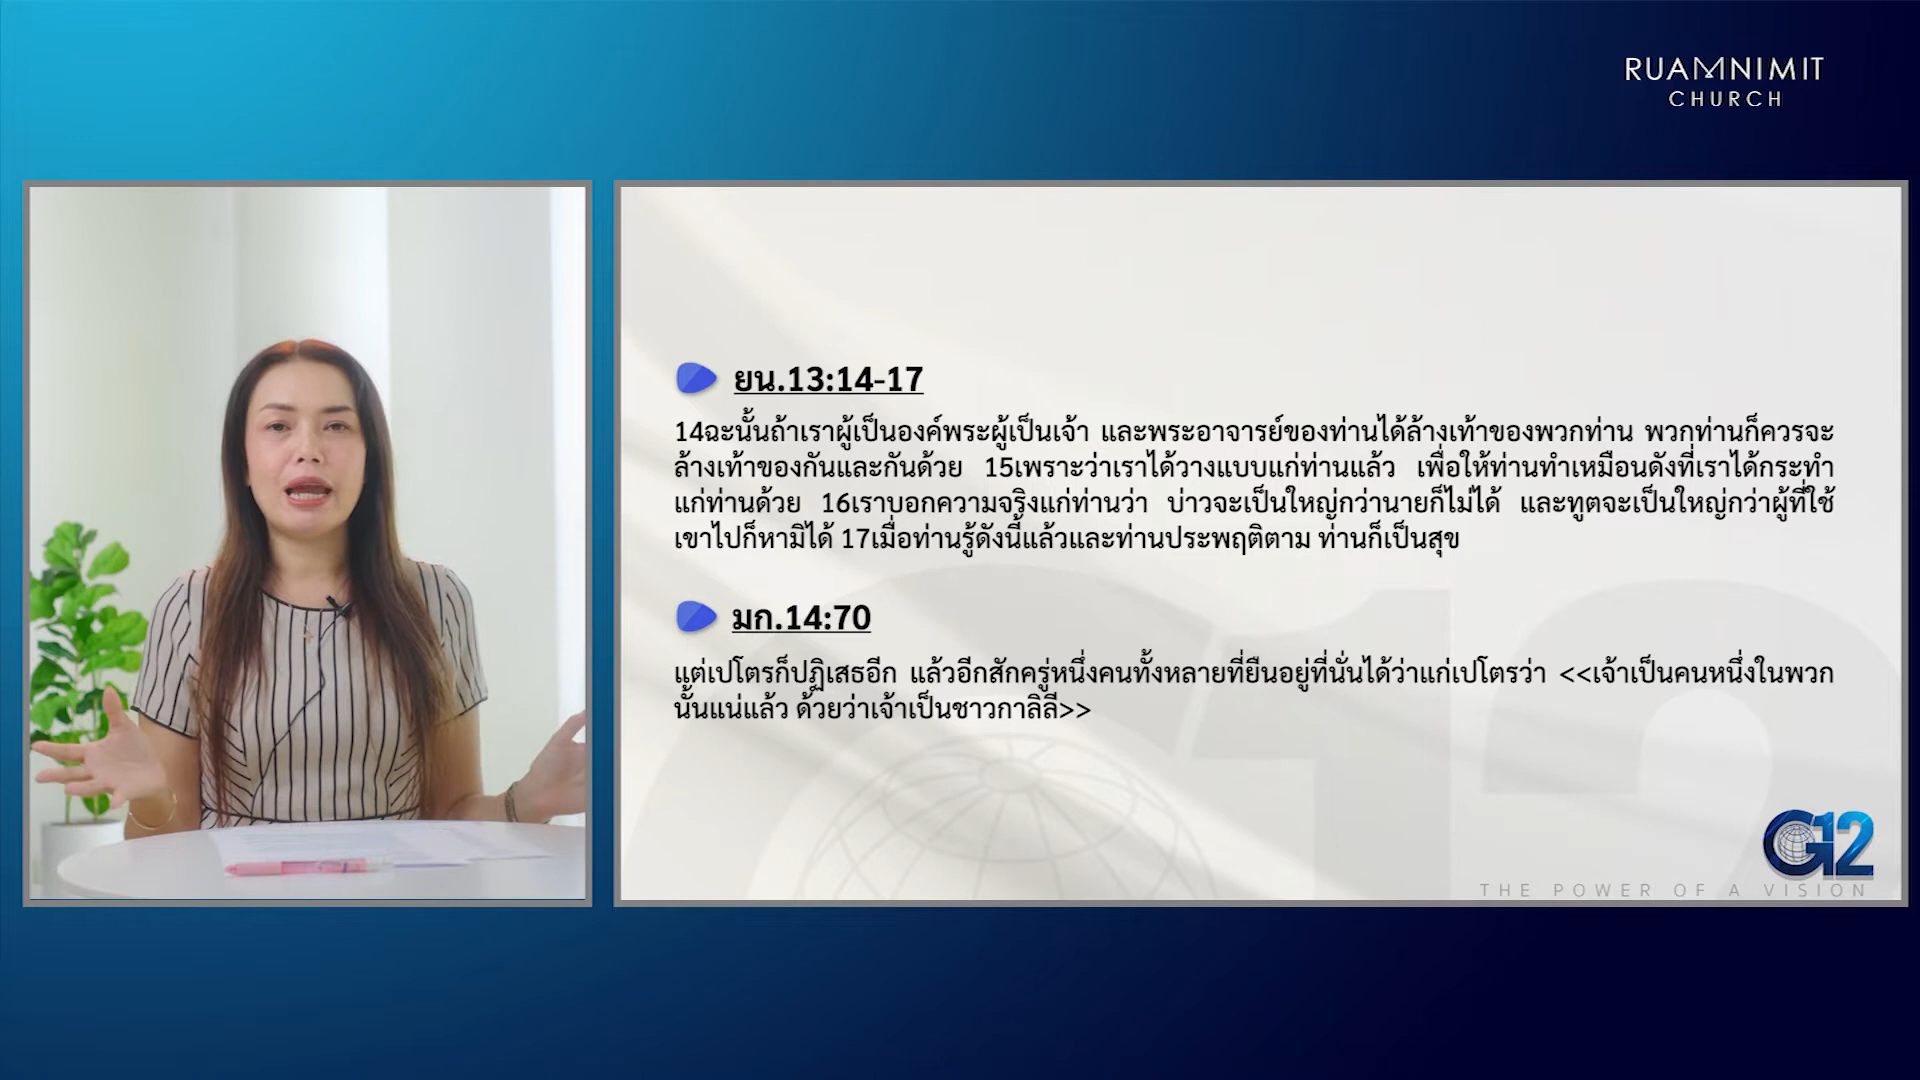 RUAMNIMIT
CHURCH
ยน.13:14-17
14ฉะนั้นถ้าเราผู้เป็นองค์พระผู้เป็นเจ้า และพระอาจารย์ของท่านได้ล้างเท้าของพวกท่าน พวกท่านก็ควรจะ
ล้างเท้าของกันและกันด้วย 15เพราะว่าเราได้วางแบบแก่ท่านแล้ว เพื่อให้ท่านทำเหมือนดังที่เราได้กระทำ
แก่ท่านด้วย 16เราบอกความจริงแก่ท่านว่า บ่าวจะเป็นใหญ่กว่านายก็ไม่ได้ และทูตจะเป็นใหญ่กว่าผู้ที่ใช้
เขาไปก็หามิได้ 17เมื่อท่านรู้ดังนี้แล้วและท่านประพฤติตาม ท่านก็เป็นสุข
มก.14:70
แต่เปโตรก็ปฏิเสธอีก แล้วอีกสักครู่หนึ่งคนทั้งหลายที่ยืนอยู่ที่นั่นได้ว่าแก่เปโตรว่า <<เจ้าเป็นคนหนึ่งในพวก
นั้นแน่แล้ว ด้วยว่าเจ้าเป็นชาวกาลิลี>>
G12
THE POWER OF A VISION